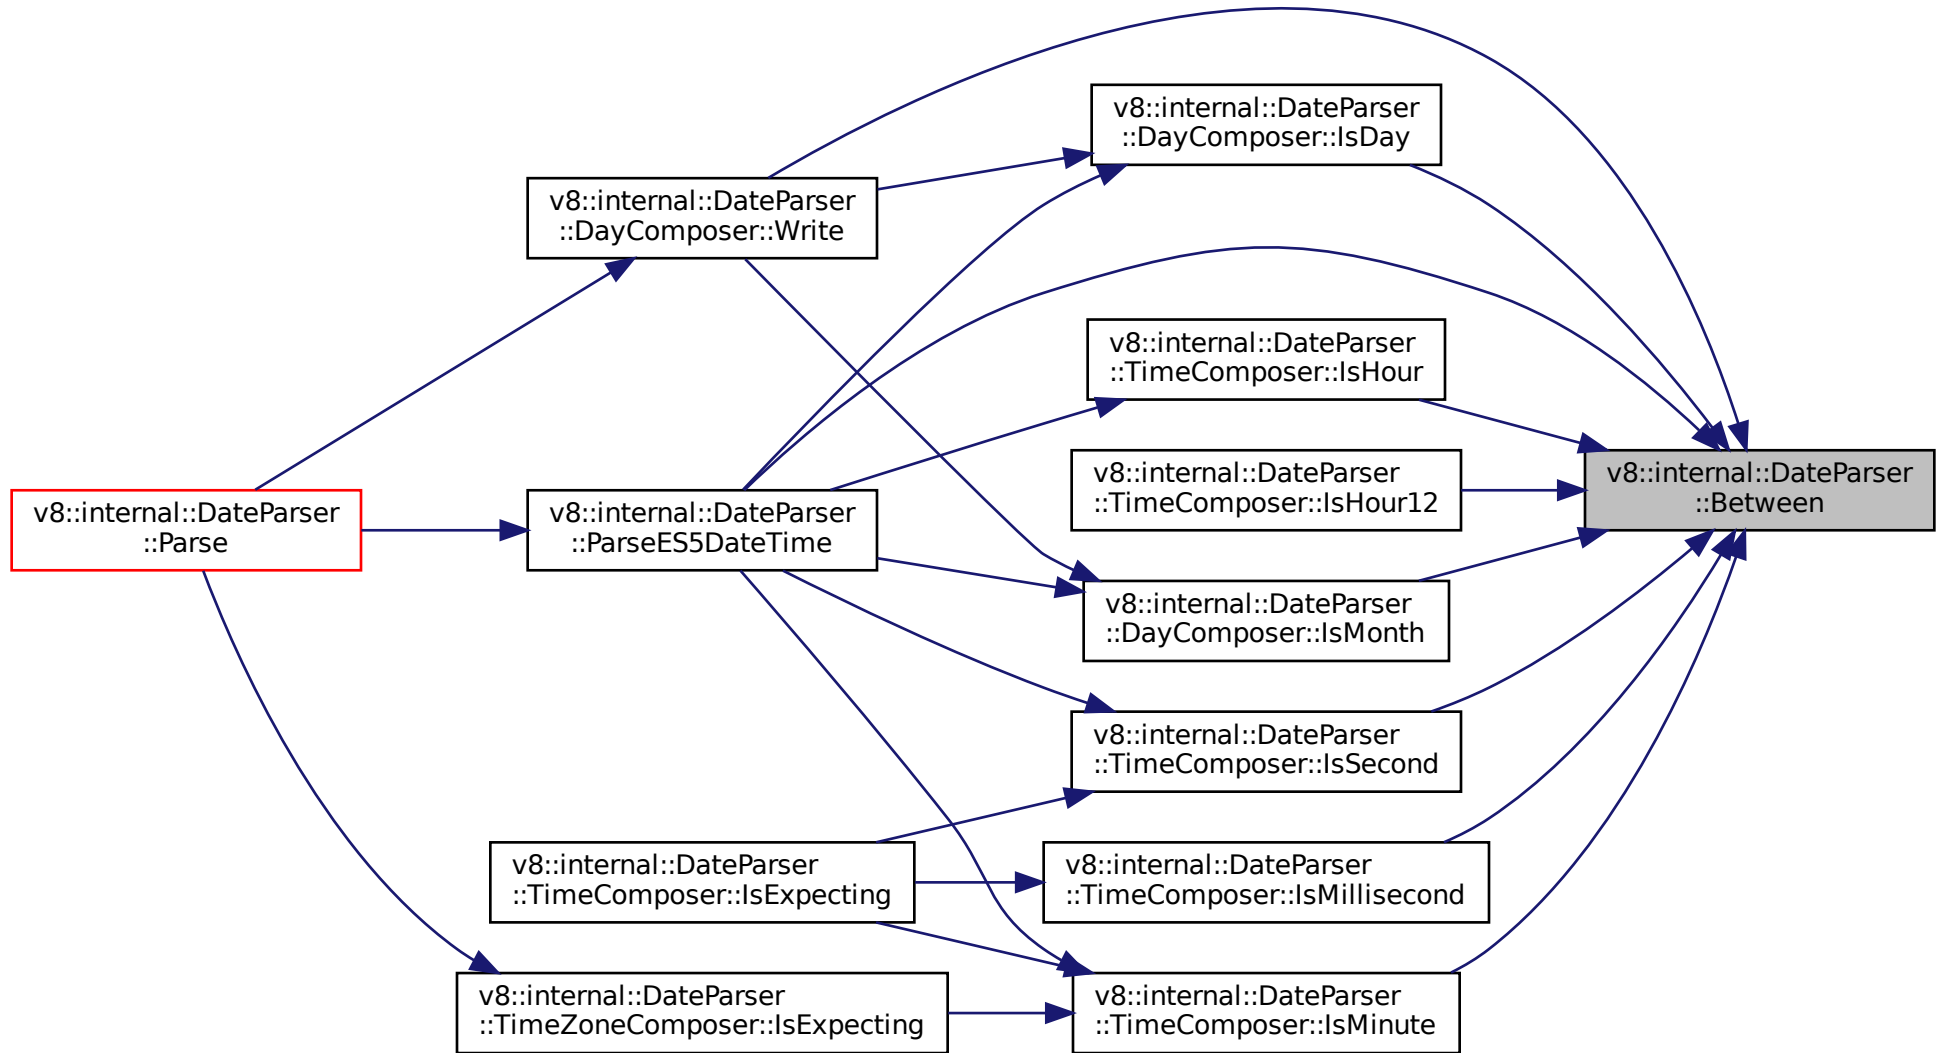 v8::internal::DateParser
::DayComposer::IsDay
v8::internal::DateParser
::DayComposer::Write
v8::internal::DateParser
::TimeComposer::IsHour
v8::internal::DateParser
::TimeComposer::IsHour12
v8::internal::DateParser
::Between
v8::internal::DateParser
::Parse
v8::internal::DateParser
::ParseES5DateTime
v8::internal::DateParser
::DayComposer::IsMonth
v8::internal::DateParser
::TimeComposer::IsSecond
v8::internal::DateParser
::TimeComposer::IsExpecting
v8::internal::DateParser
::TimeComposer::IsMillisecond
v8::internal::DateParser
::TimeZoneComposer::IsExpecting
v8::internal::DateParser
::TimeComposer::IsMinute